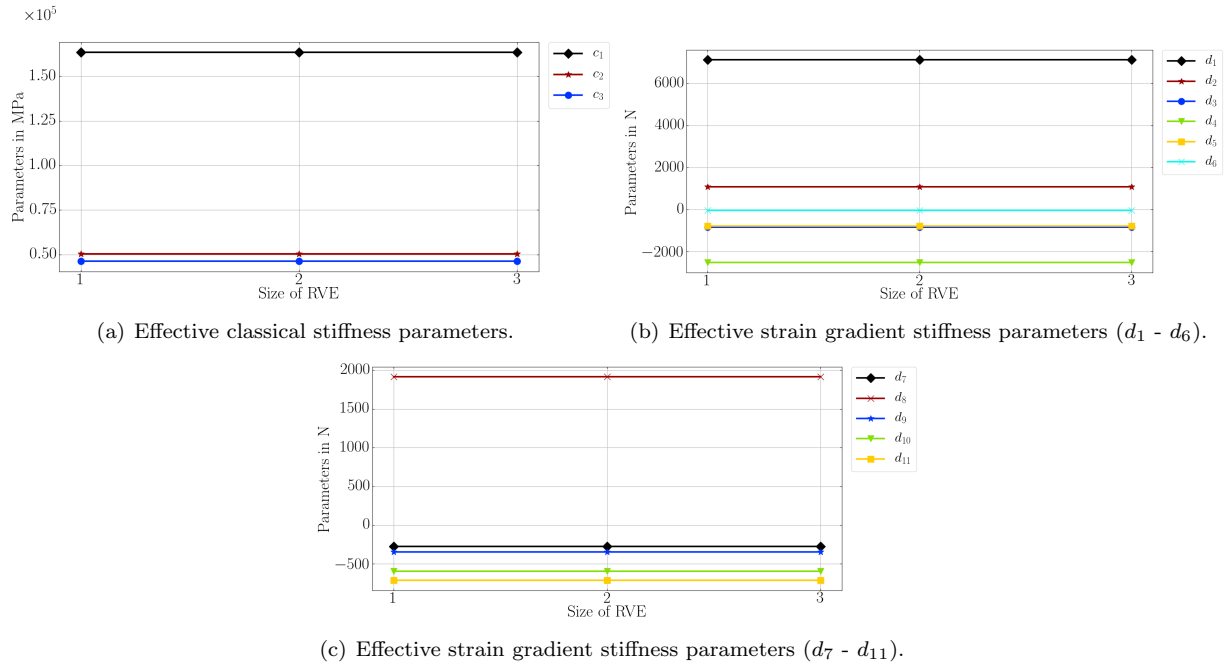 ×10⁵
1.50
1.25
1.00
0.75
0.50
Parameters in MPa
1 2 3
Size of RVE
c₁
c₂
c₃
(a) Effective classical stiffness parameters.
6000
4000
2000
0
−2000
Parameters in N
1 2 3
Size of RVE
d₁
d₂
d₃
d₄
d₅
d₆
(b) Effective strain gradient stiffness parameters (d₁ - d₆).
2000
1500
1000
500
0
−500
Parameters in N
1 2 3
Size of RVE
d₇
d₈
d₉
d₁₀
d₁₁
(c) Effective strain gradient stiffness parameters (d₇ - d₁₁).